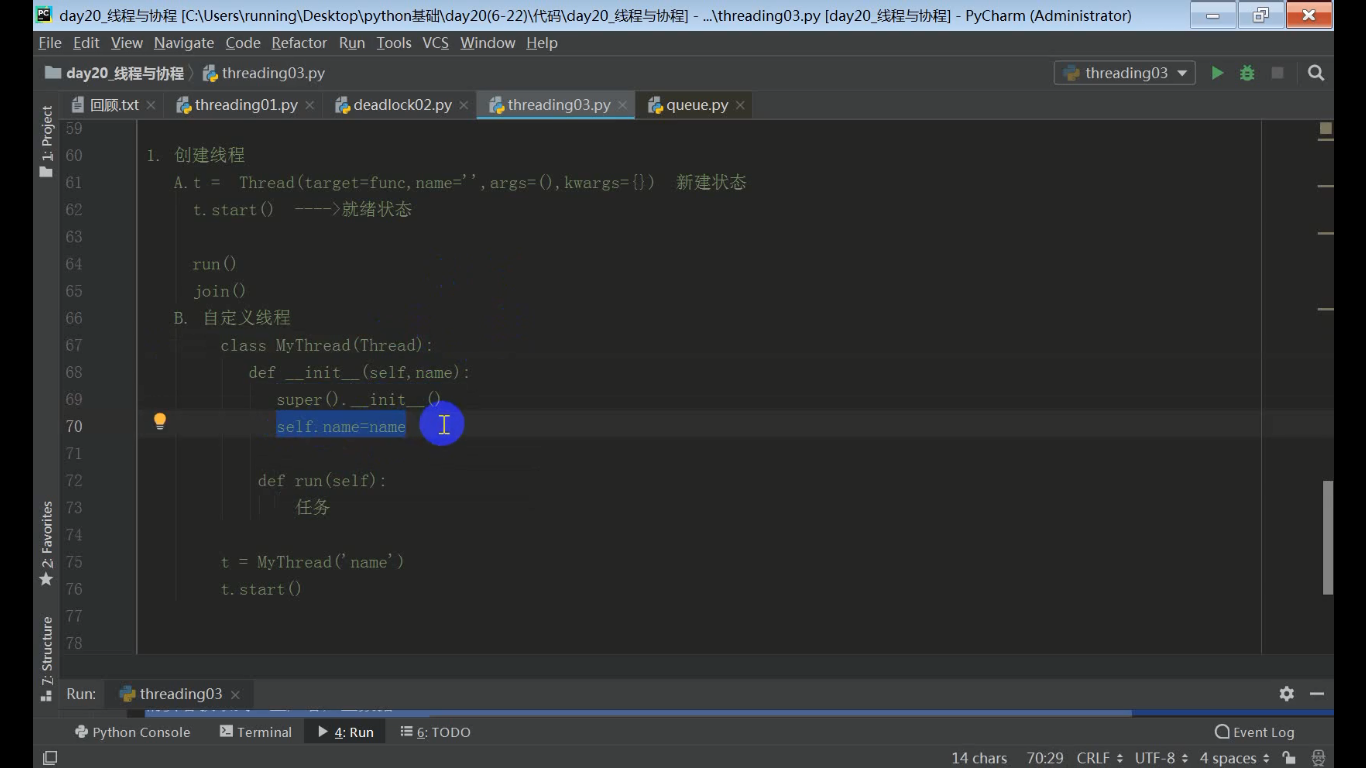 day20_线程与协程 [C:\Users\running\Desktop\python基础\day20(6-22)\代码\day20_线程与协程] - ...\threading03.py [day20_线程与协程] - PyCharm (Administrator)
File Edit View Navigate Code Refactor Run Tools VCS Window Help
day20_线程与协程 threading03.py threading03
回顾.txt threading01.py deadlock02.py threading03.py queue.py
1: Project
59
60 1. 创建线程
61 A.t = Thread(target=func,name='',args=(),kwargs={}) 新建状态
62 t.start() ---->就绪状态
63
64 run()
65 join()
66 B. 自定义线程
67 class MyThread(Thread):
68 def __init__(self,name):
69 super().__init__()
70 self.name=name
71
72 def run(self):
73 任务
74
75 t = MyThread('name')
76 t.start()
77
78
2: Favorites
7: Structure
Run: threading03
Python Console Terminal 4: Run 6: TODO Event Log
14 chars 70:29 CRLF UTF-8 4 spaces